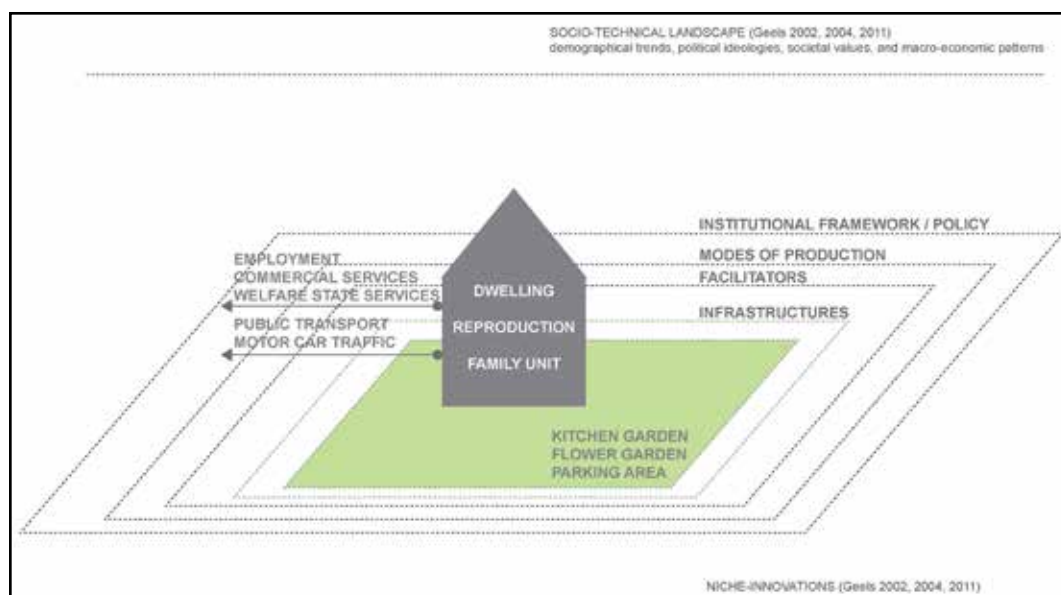 SOCIO-TECHNICAL LANDSCAPE (Geels 2002, 2004, 2011)
demographical trends, political ideologies, societal values, and macro-economic patterns
INSTITUTIONAL FRAMEWORK / POLICY
MODES OF PRODUCTION
FACILITATORS
INFRASTRUCTURES
EMPLOYMENT
COMMERCIAL SERVICES
WELFARE STATE SERVICES
PUBLIC TRANSPORT
MOTOR CAR TRAFFIC
DWELLING
REPRODUCTION
FAMILY UNIT
KITCHEN GARDEN
FLOWER GARDEN
PARKING AREA
NICHE-INNOVATIONS (Geels 2002, 2004, 2011)